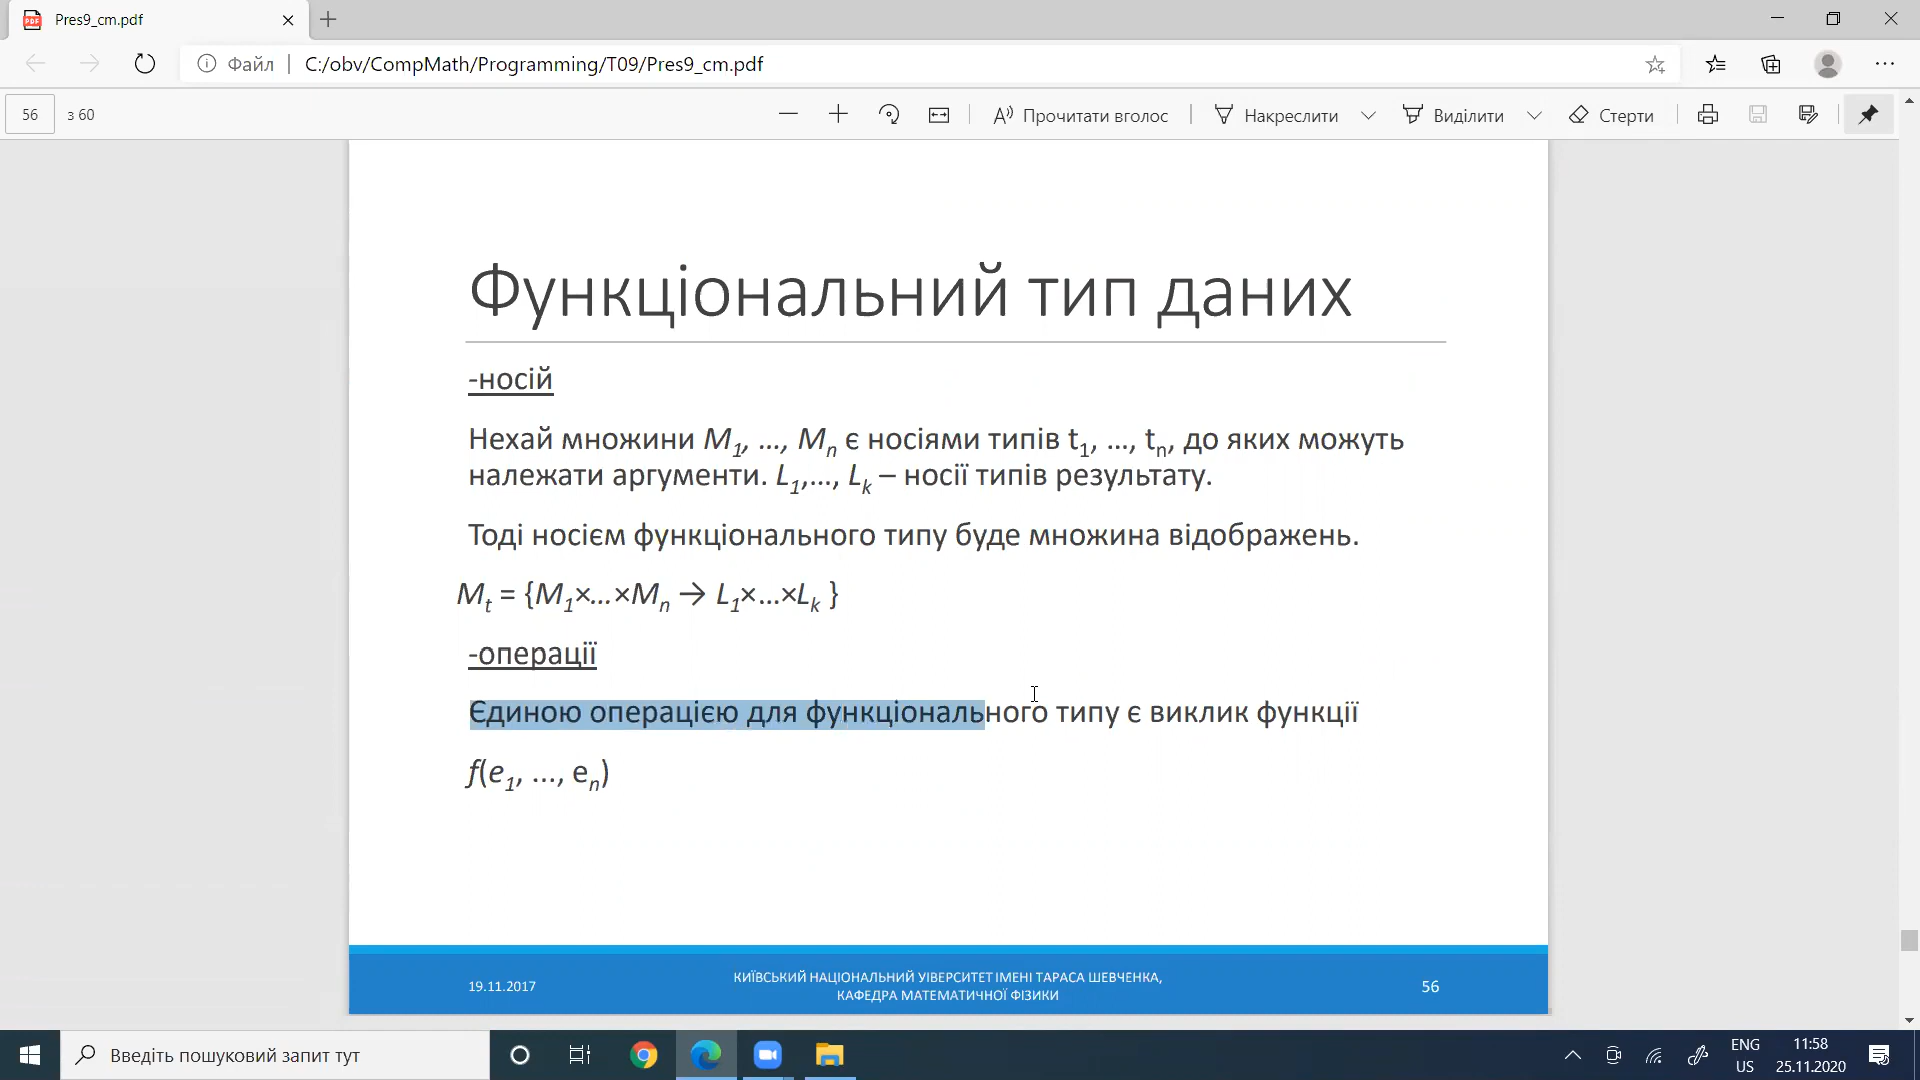 Pres9_cm.pdf
Файл | C:/obv/CompMath/Programming/T09/Pres9_cm.pdf
56 з 60 Прочитати вголос Накреслити Виділити Стерти
Функціональний тип даних
-носій
Нехай множини M1, …, Mn є носіями типів t1, …, tn, до яких можуть
належати аргументи. L1,…, Lk – носії типів результату.
Тоді носієм функціонального типу буде множина відображень.
Mt = {M1×…×Mn → L1×…×Lk }
-операції
Єдиною операцією для функціонального типу є виклик функції
f(e1, …, en)
19.11.2017
КИЇВСЬКИЙ НАЦІОНАЛЬНИЙ УІВЕРСИТЕТ ІМЕНІ ТАРАСА ШЕВЧЕНКА,
КАФЕДРА МАТЕМАТИЧНОЇ ФІЗИКИ
56
Введіть пошуковий запит тут
ENG
US
11:58
25.11.2020